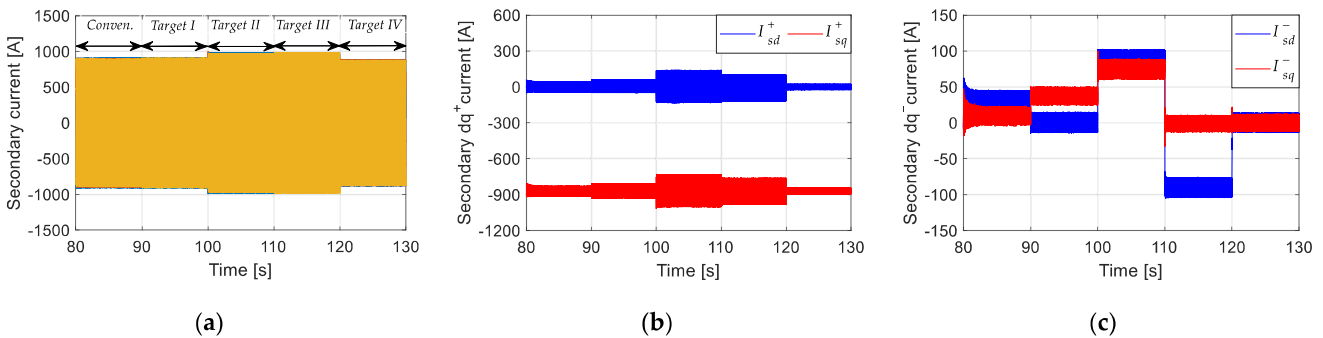 Secondary current [A]
1500
1000
500
0
-500
-1000
-1500
Conven. Target I Target II Target III Target IV
80 90 100 110 120 130
Time [s]
(a)
Secondary dq+ current [A]
600
300
0
-300
-600
-900
-1200
I+sd I+sq
80 90 100 110 120 130
Time [s]
(b)
Secondary dq− current [A]
150
100
50
0
-50
-100
-150
I−sd
I−sq
80 90 100 110 120 130
Time [s]
(c)